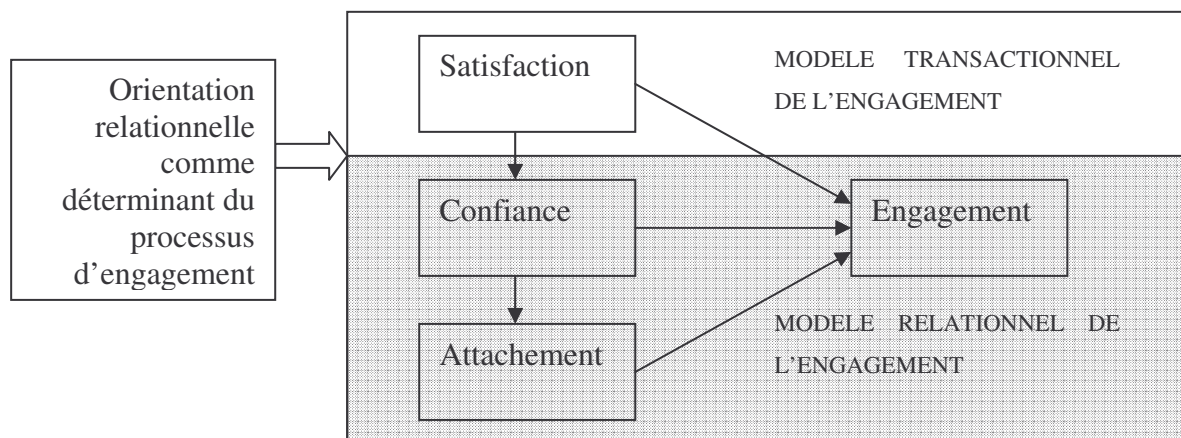 Orientation
relationnelle
comme
déterminant du
processus
d’engagement
Satisfaction
MODELE TRANSACTIONNEL
DE L’ENGAGEMENT
Confiance
Engagement
Attachement
MODELE RELATIONNEL DE
L’ENGAGEMENT